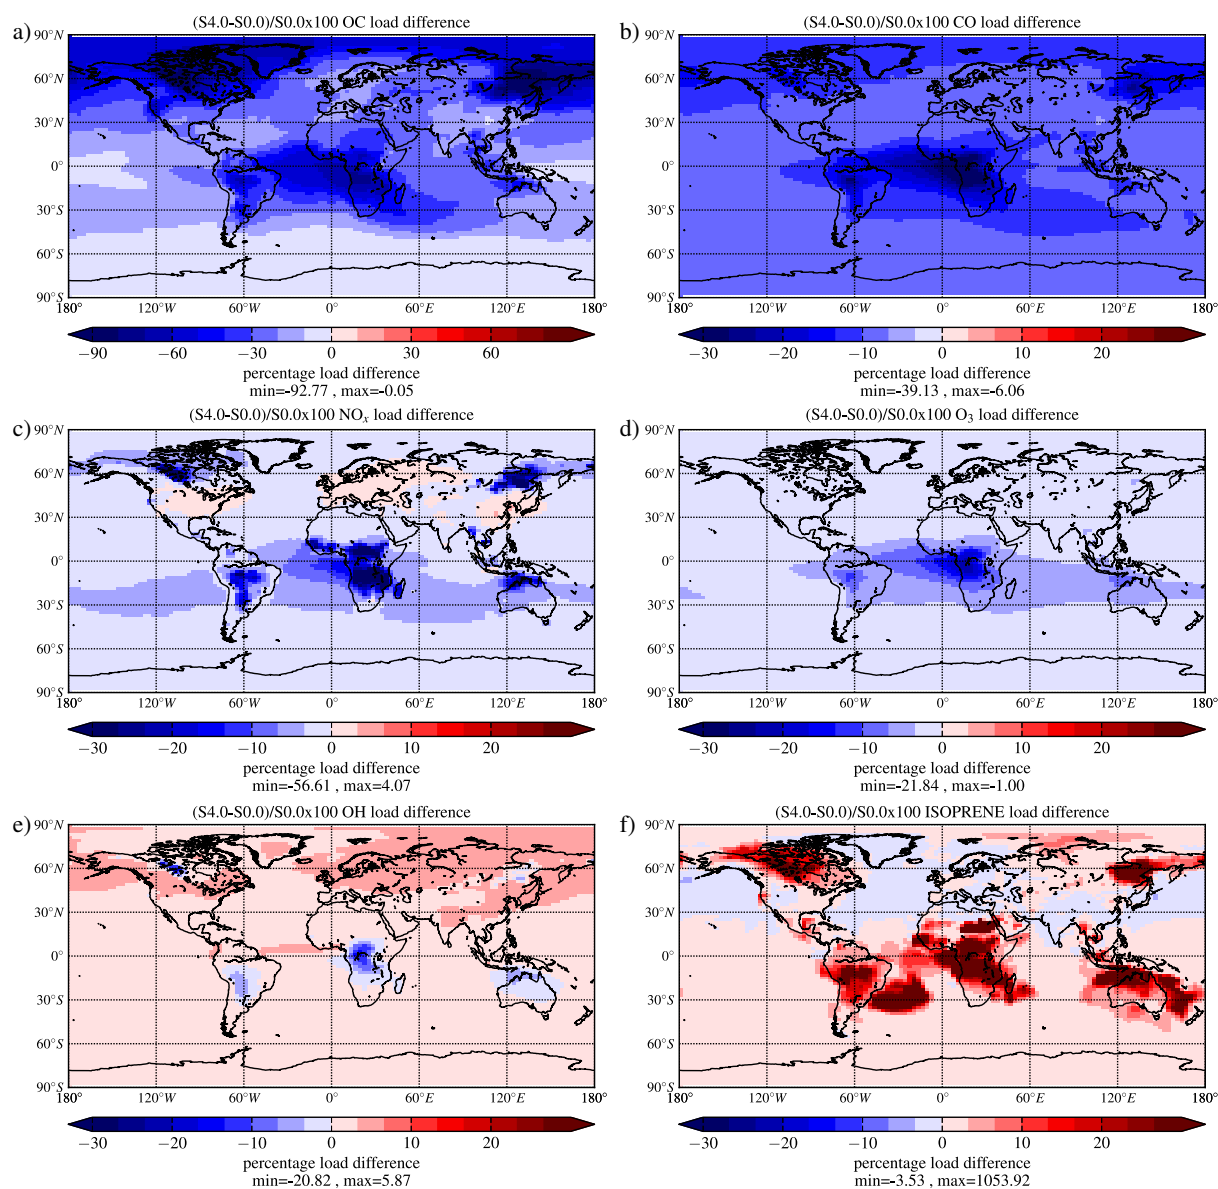 a)
(S4.0-S0.0)/S0.0x100 OC load difference
90°N
60°N
30°N
0°
30°S
60°S
90°S
180° 120°W 60°W 0° 60°E 120°E 180°
−90 −60 −30 0 30 60
percentage load difference
min=-92.77 , max=-0.05
b)
(S4.0-S0.0)/S0.0x100 CO load difference
90°N
60°N
30°N
0°
30°S
60°S
90°S
180° 120°W 60°W 0° 60°E 120°E 180°
−30 −20 −10 0 10 20
percentage load difference
min=-39.13 , max=-6.06
c)
(S4.0-S0.0)/S0.0x100 NOx load difference
90°N
60°N
30°N
0°
30°S
60°S
90°S
180° 120°W 60°W 0° 60°E 120°E 180°
−30 −20 −10 0 10 20
percentage load difference
min=-56.61 , max=4.07
d)
(S4.0-S0.0)/S0.0x100 O3 load difference
90°N
60°N
30°N
0°
30°S
60°S
90°S
180° 120°W 60°W 0° 60°E 120°E 180°
−30 −20 −10 0 10 20
percentage load difference
min=-21.84 , max=-1.00
e)
(S4.0-S0.0)/S0.0x100 OH load difference
90°N
60°N
30°N
0°
30°S
60°S
90°S
180° 120°W 60°W 0° 60°E 120°E 180°
−30 −20 −10 0 10 20
percentage load difference
min=-20.82 , max=5.87
f)
(S4.0-S0.0)/S0.0x100 ISOPRENE load difference
90°N
60°N
30°N
0°
30°S
60°S
90°S
180° 120°W 60°W 0° 60°E 120°E 180°
−30 −20 −10 0 10 20
percentage load difference
min=-3.53 , max=1053.92